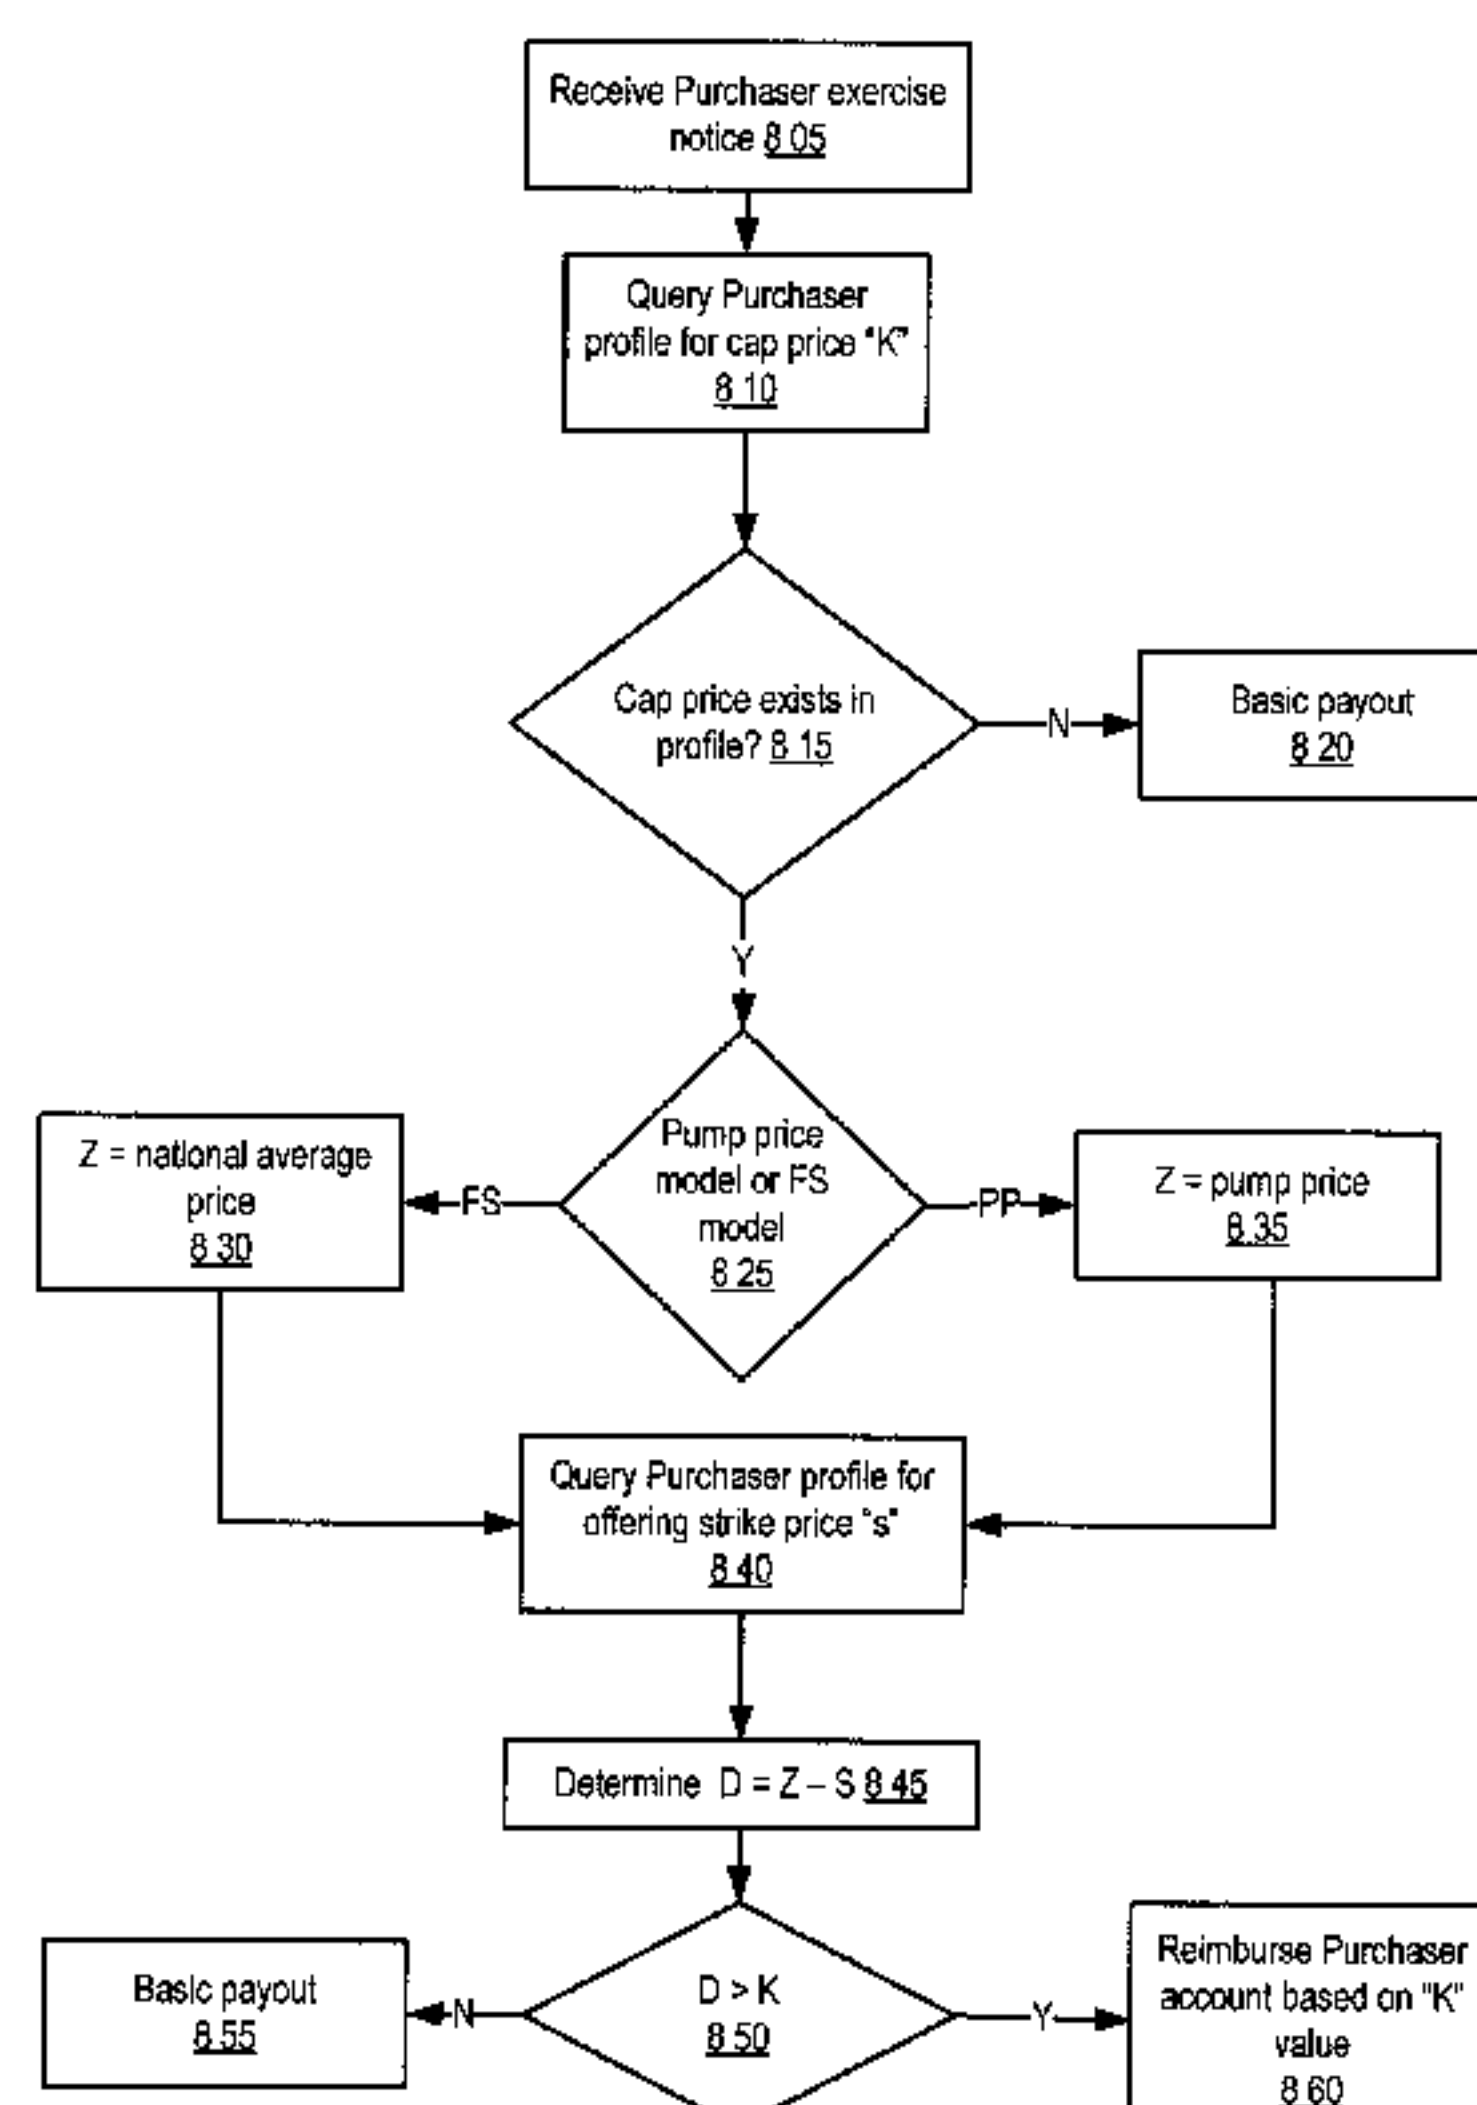 Receive Purchaser exercise
notice 8 05
Query Purchaser
profile for cap price "K"
8 10
Cap price exists in
profile? 8 15
N
Basic payout
8 20
Y
Z = national average
price
8 30
FS
Pump price
model or FS
model
8 25
PP
Z = pump price
8.35
Query Purchaser profile for
offering strike price "s"
8 40
Determine D = Z – S 8 45
Basic payout
8 55
N
D > K
8 50
Y
Reimburse Purchaser
account based on "K"
value
8 60